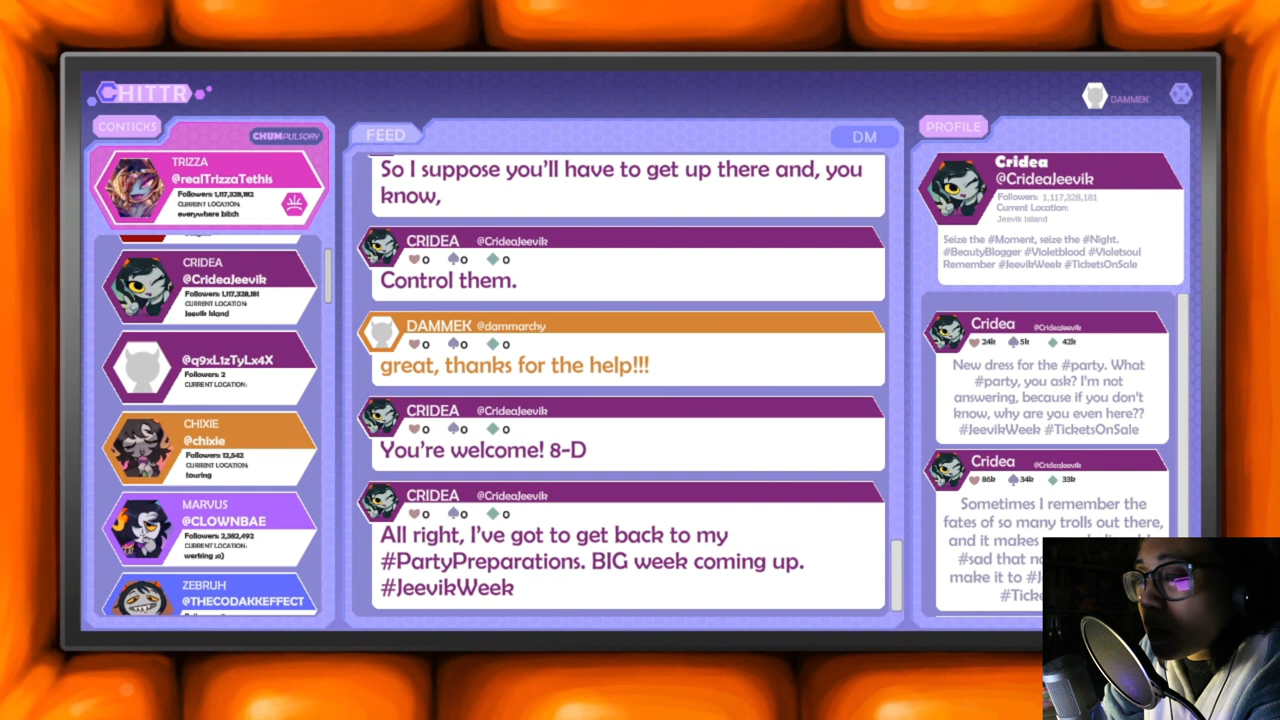 CHITTR
DAMMEK
CONTICKS
CHUMPULSORY
TRIZZA
@realTrizzaTethis
Followers: 1,117,328,182
CURRENT LOCATION:
everywhere bitch
CRIDEA
@CrideaJeevik
Followers: 1,117,328,181
CURRENT LOCATION:
Jeevik Island
@q9xL1zTyLx4X
Followers: 2
CURRENT LOCATION:
CHIXIE
@chixie
Followers: 12,542
CURRENT LOCATION:
touring
MARVUS
@CLOWNBAE
Followers: 2,382,492
CURRENT LOCATION:
werking ;o)
ZEBRUH
@THECODAKKEFFECT
FEED
DM
So I suppose you'll have to get up there and, you
know,
CRIDEA @CrideaJeevik
0 0 0
Control them.
DAMMEK @dammarchy
0 0 0
great, thanks for the help!!!
CRIDEA @CrideaJeevik
0 0 0
You're welcome! 8-D
CRIDEA @CrideaJeevik
0 0 0
All right, I've got to get back to my
#PartyPreparations. BIG week coming up.
#JeevikWeek
PROFILE
Cridea
@CrideaJeevik
Followers: 1,117,328,181
Current Location:
Jeevik Island
Seize the #Moment, seize the #Night.
#BeautyBlogger #Violetblood #Violetsoul
Remember #JeevikWeek #TicketsOnSale
Cridea @CrideaJeevik
24k 5k 42k
New dress for the #party. What
#party, you ask? I'm not
answering, because if you don't
know, why are you even here??
#JeevikWeek #TicketsOnSale
Cridea @CrideaJeevik
86k 34k 33k
Sometimes I remember the
fates of so many trolls out there,
and it makes
#sad that
make it to